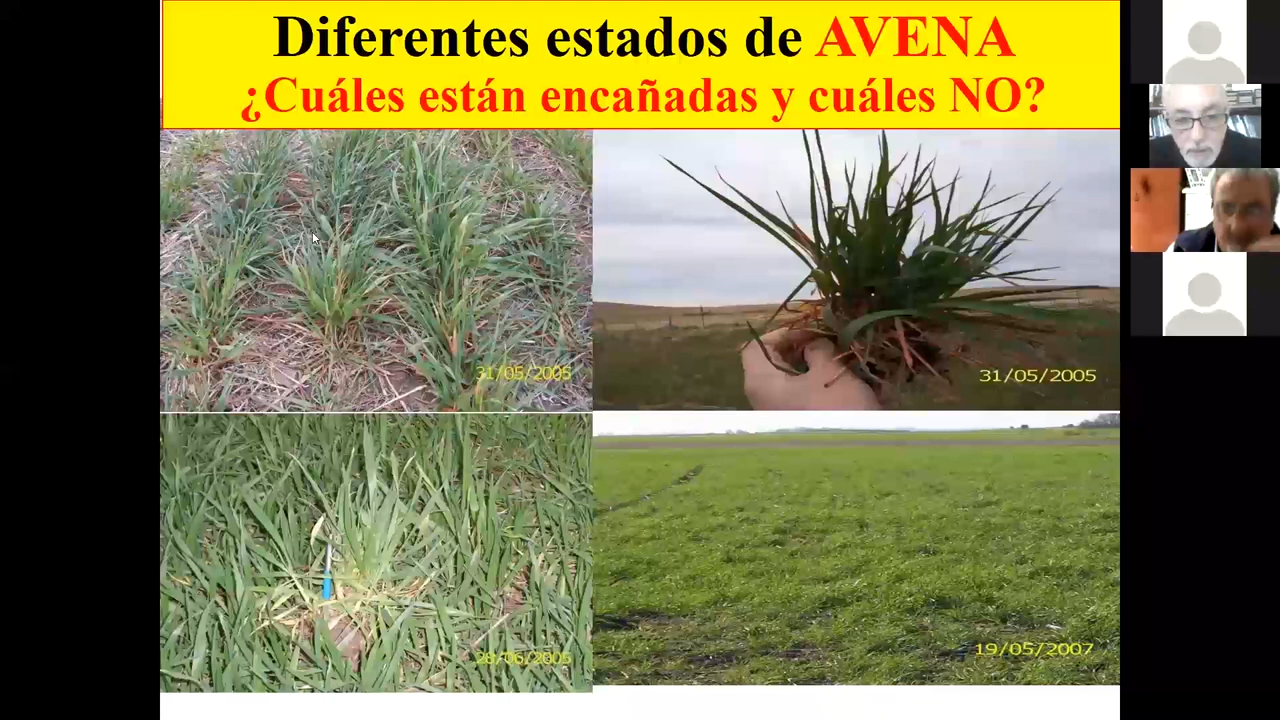 Diferentes estados de AVENA
¿Cuáles están encañadas y cuáles NO?
31/05/2005
31/05/2005
28/06/2005
19/05/2007